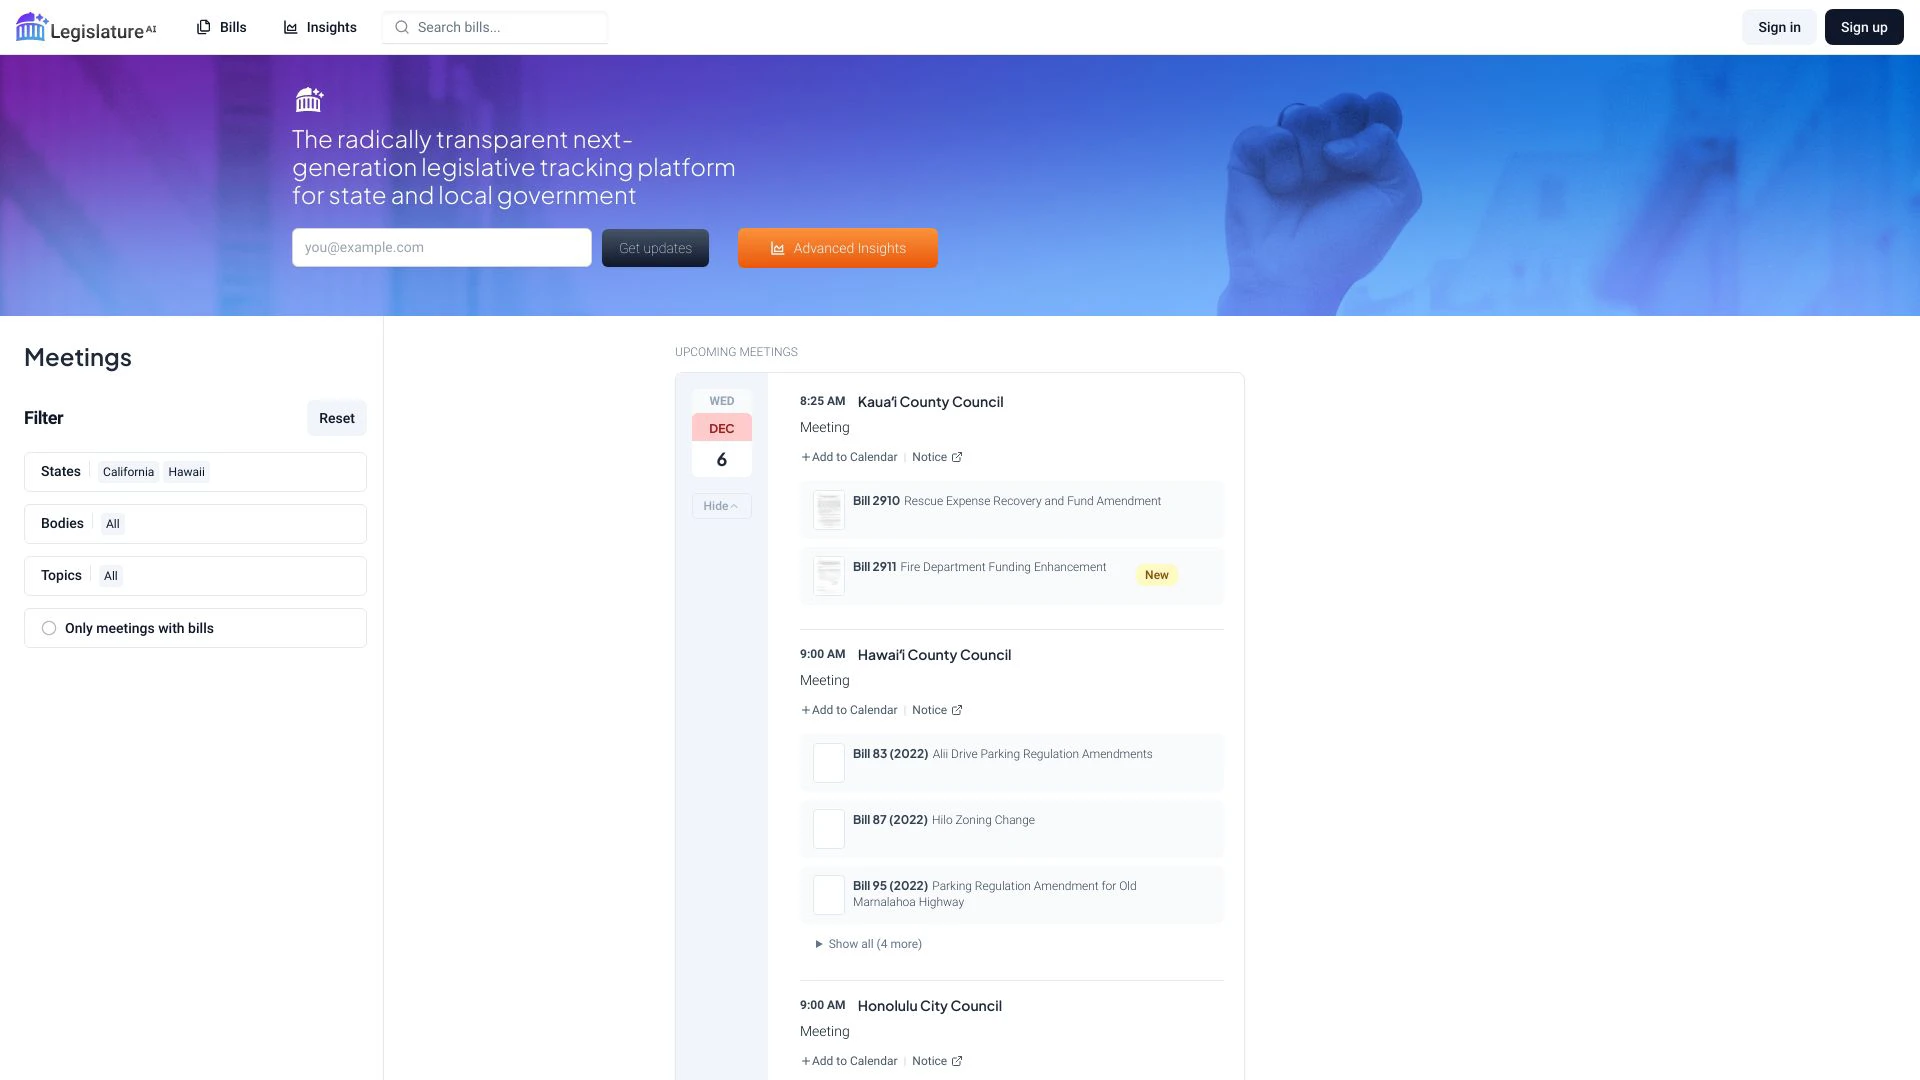 LegislatureAI
Bills
Insights
Search bills...
Sign in
Sign up
The radically transparent next-
generation legislative tracking platform
for state and local government
you@example.com
Get updates
Advanced Insights
Meetings
Filter
Reset
States
California
Hawaii
Bodies
All
Topics
All
Only meetings with bills
UPCOMING MEETINGS
WED
DEC
6
Hide
8:25 AM Kauaʻi County Council
Meeting
+Add to Calendar | Notice
Bill 2910 Rescue Expense Recovery and Fund Amendment
Bill 2911 Fire Department Funding Enhancement
New
9:00 AM Hawaiʻi County Council
Meeting
+Add to Calendar | Notice
Bill 83 (2022) Alii Drive Parking Regulation Amendments
Bill 87 (2022) Hilo Zoning Change
Bill 95 (2022) Parking Regulation Amendment for Old
Marnalahoa Highway
Show all (4 more)
9:00 AM Honolulu City Council
Meeting
+Add to Calendar | Notice